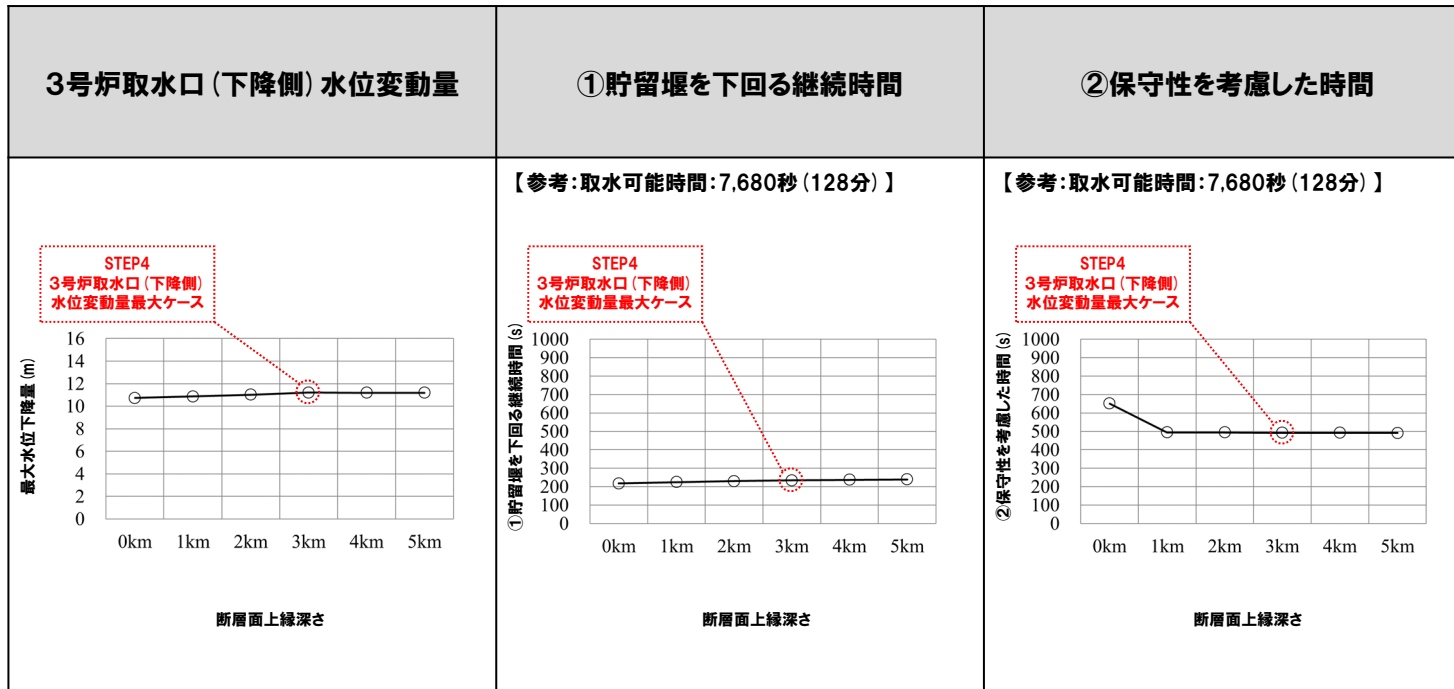 3号炉取水口(下降側)水位変動量
①貯留堰を下回る継続時間
②保守性を考慮した時間
STEP4
3号炉取水口(下降側)
水位変動量最大ケース
最大水位下降量(m)
16
14
12
10
8
6
4
2
0
0km 1km 2km 3km 4km 5km
断層面上縁深さ
【参考:取水可能時間:7,680秒(128分)】
STEP4
3号炉取水口(下降側)
水位変動量最大ケース
①貯留堰を下回る継続時間(s)
1000
900
800
700
600
500
400
300
200
100
0
0km 1km 2km 3km 4km 5km
断層面上縁深さ
【参考:取水可能時間:7,680秒(128分)】
STEP4
3号炉取水口(下降側)
水位変動量最大ケース
②保守性を考慮した時間(s)
1000
900
800
700
600
500
400
300
200
100
0
0km 1km 2km 3km 4km 5km
断層面上縁深さ